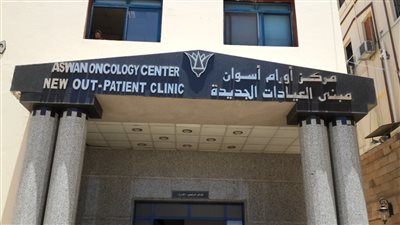 ASWAN ONCOLOGY CENTER
NEW OUT-PATIENT CLINIC
مركز أورام أسوان
مبنى العيادات الجديدة